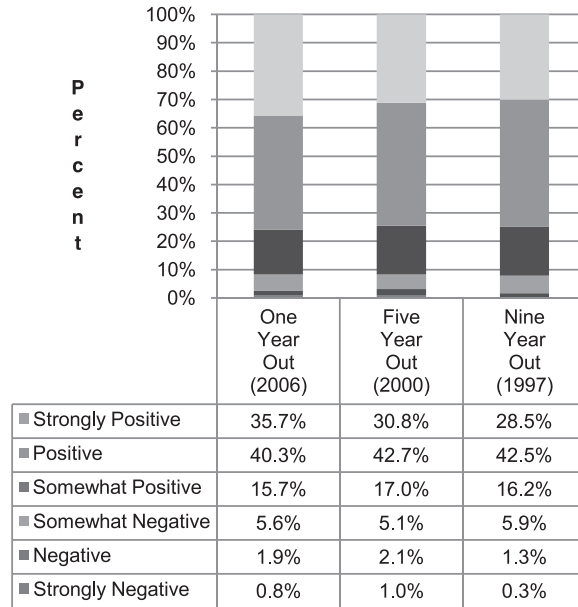 100%
90%
80%
70%
60%
50%
40%
30%
20%
10%
0%
Percent
One Year Out (2006)
Five Year Out (2000)
Nine Year Out (1997)
Strongly Positive 35.7% 30.8% 28.5%
Positive 40.3% 42.7% 42.5%
Somewhat Positive 15.7% 17.0% 16.2%
Somewhat Negative 5.6% 5.1% 5.9%
Negative 1.9% 2.1% 1.3%
Strongly Negative 0.8% 1.0% 0.3%